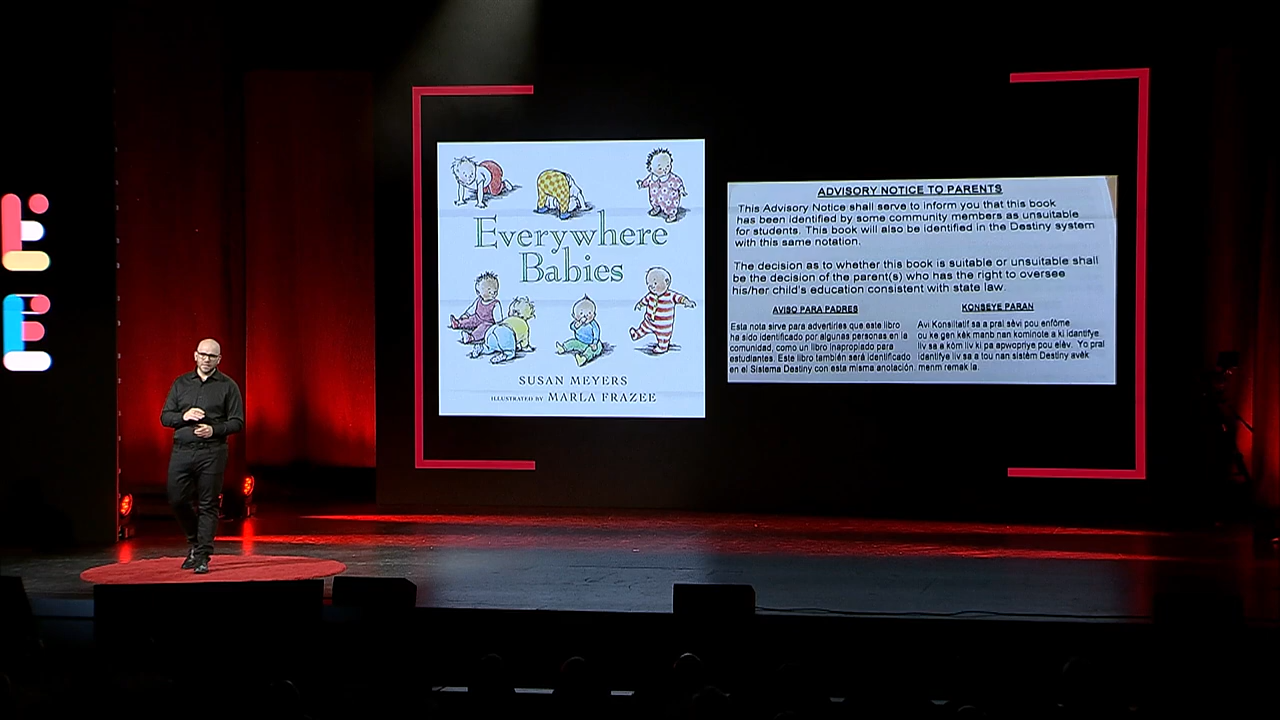 Everywhere
Babies
SUSAN MEYERS
ILLUSTRATED BY MARLA FRAZEE
ADVISORY NOTICE TO PARENTS
This Advisory Notice shall serve to inform you that this book
has been identified by some community members as unsuitable
for students. This book will also be identified in the Destiny system
with this same notation.
The decision as to whether this book is suitable or unsuitable shall
be the decision of the parent(s) who has the right to oversee
his/her child's education consistent with state law.
AVISO PARA PADRES
Esta nota sirve para advertirles que este libro
ha sido identificado por algunas personas en la
comunidad, como un libro inapropiado para
estudiantes. Este libro también será identificado
en el Sistema Destiny con esta misma anotación.
KONSEYE PARAN
Avi Konsiltatif sa a pral sèvi pou enfòme
ou ke gen kèk manb nan kominote a ki idantifye
liv sa a kòm liv ki pa apwopriye pou elèv. Yo pral
idantifye liv sa a tou nan sistèm Destiny avèk
menm remak la.